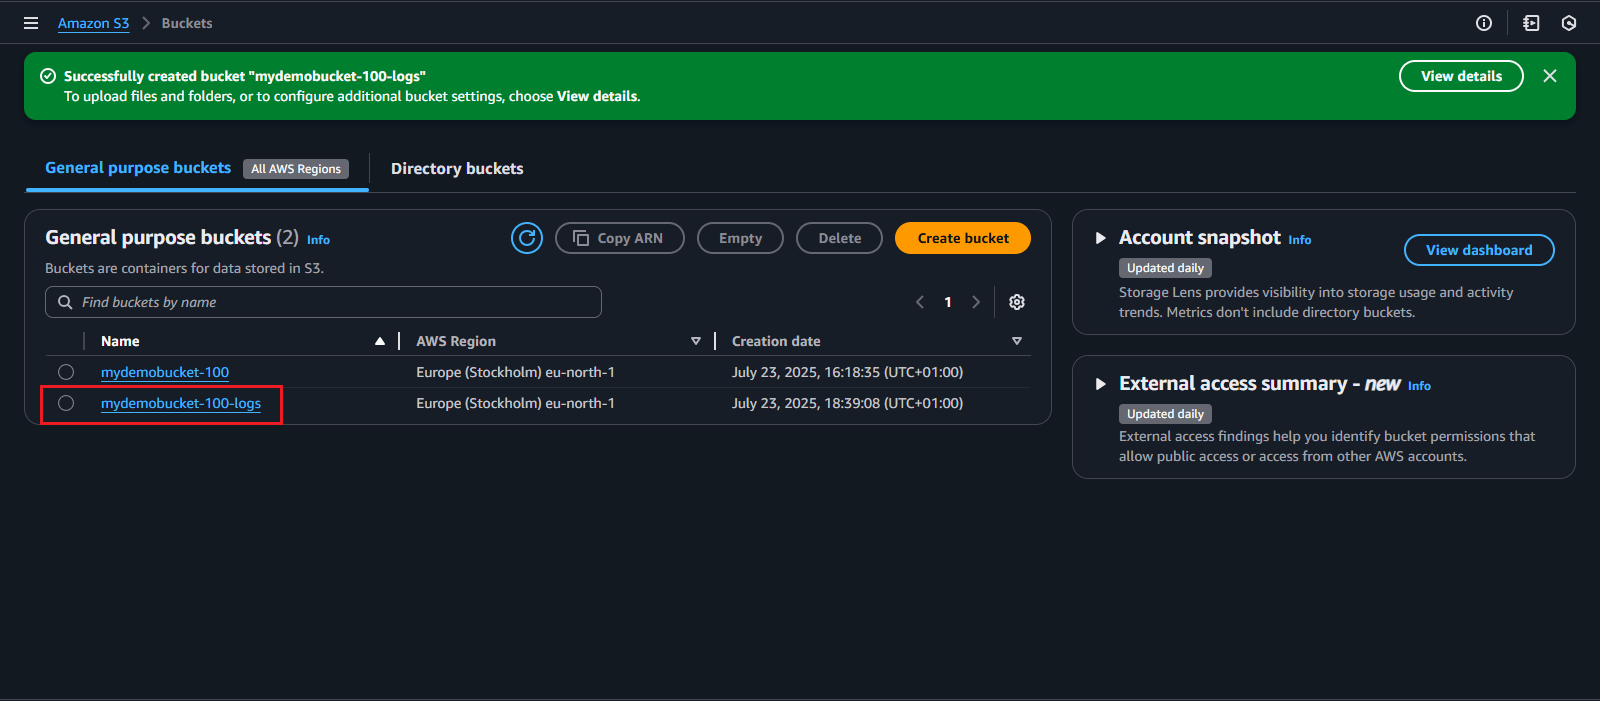 Amazon S3 > Buckets
Successfully created bucket "mydemobucket-100-logs"
To upload files and folders, or to configure additional bucket settings, choose View details.
View details
General purpose buckets All AWS Regions Directory buckets
General purpose buckets (2) Info
Copy ARN Empty Delete Create bucket
Buckets are containers for data stored in S3.
Find buckets by name
1
Name AWS Region Creation date
mydemobucket-100 Europe (Stockholm) eu-north-1 July 23, 2025, 16:18:35 (UTC+01:00)
mydemobucket-100-logs Europe (Stockholm) eu-north-1 July 23, 2025, 18:39:08 (UTC+01:00)
Account snapshot Info
View dashboard
Updated daily
Storage Lens provides visibility into storage usage and activity
trends. Metrics don't include directory buckets.
External access summary - new Info
Updated daily
External access findings help you identify bucket permissions that
allow public access or access from other AWS accounts.